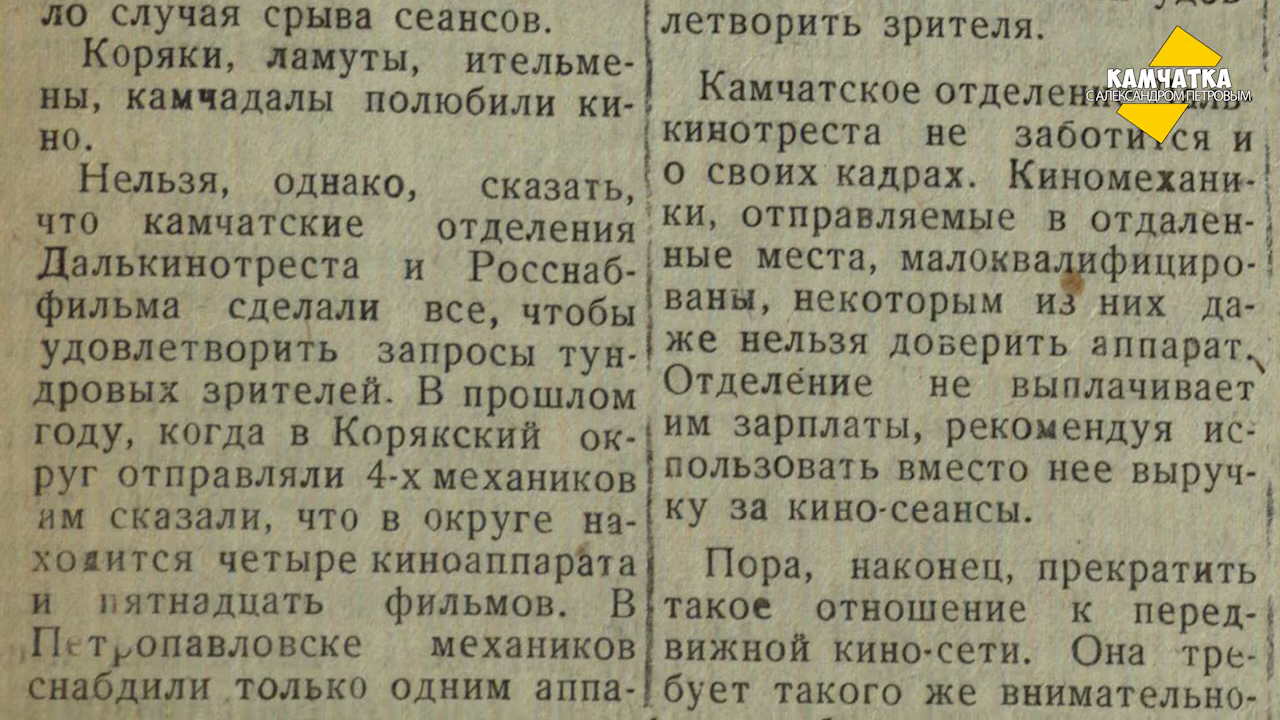 ло случая срыва сеансов.
Коряки, ламуты, ительме-
ны, камчадалы полюбили ки-
но.
Нельзя, однако, сказать,
что камчатские отделения
Далькинотреста и Росснаб-
фильма сделали все, чтобы
удовлетворить запросы тун-
дровых зрителей. В прошлом
году, когда в Корякский ок-
руг отправляли 4-х механиков
им сказали, что в округе на-
ходится четыре киноаппарата
и пятнадцать фильмов. В
Петропавловске механиков
снабдили только одним аппа-
летворить зрителя.
Камчатское
кинотреста не заботится и
о своих кадрах. Киномехани-
ки, отправляемые в отдален-
ные места, малоквалифициро-
ваны, некоторым из них да-
же нельзя доверить аппарат.
Отделение не выплачивает
им зарплаты, рекомендуя ис-
пользовать вместо нее выруч-
ку за кино-сеансы.
Пора, наконец, прекратить
такое отношение к перед-
вижной кино-сети. Она тре-
бует такого же внимательно-
КАМЧАТКА
С АЛЕКСАНДРОМ ПЕТРОВЫМ